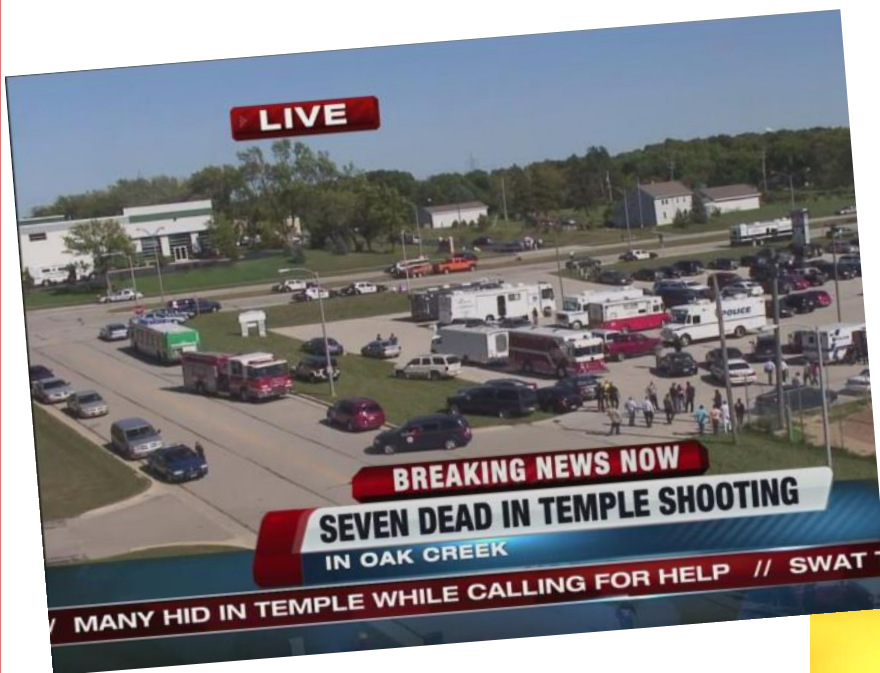 LIVE
POLICE
BREAKING NEWS NOW
SEVEN DEAD IN TEMPLE SHOOTING
IN OAK CREEK
/ MANY HID IN TEMPLE WHILE CALLING FOR HELP // SWAT T